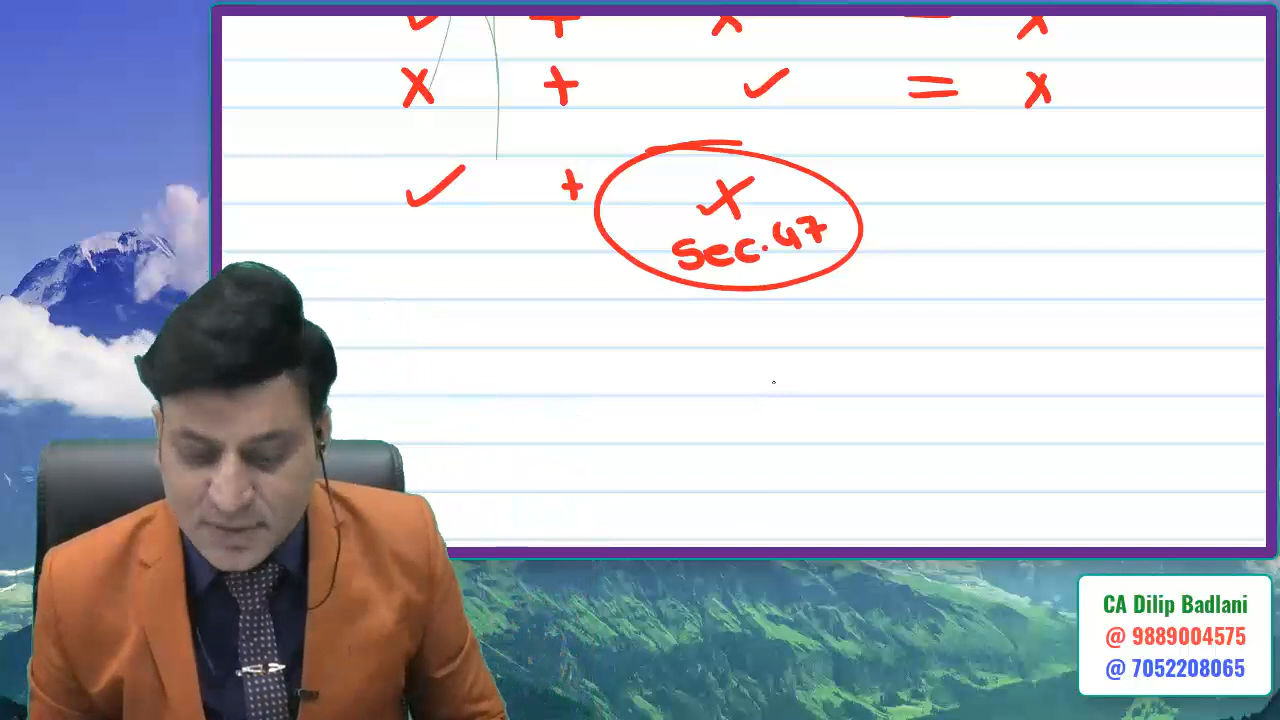 ✓ + x = x
x + ✓ = x
✓ + x
Sec. 47
CA Dilip Badlani
@ 9889004575
@ 7052208065